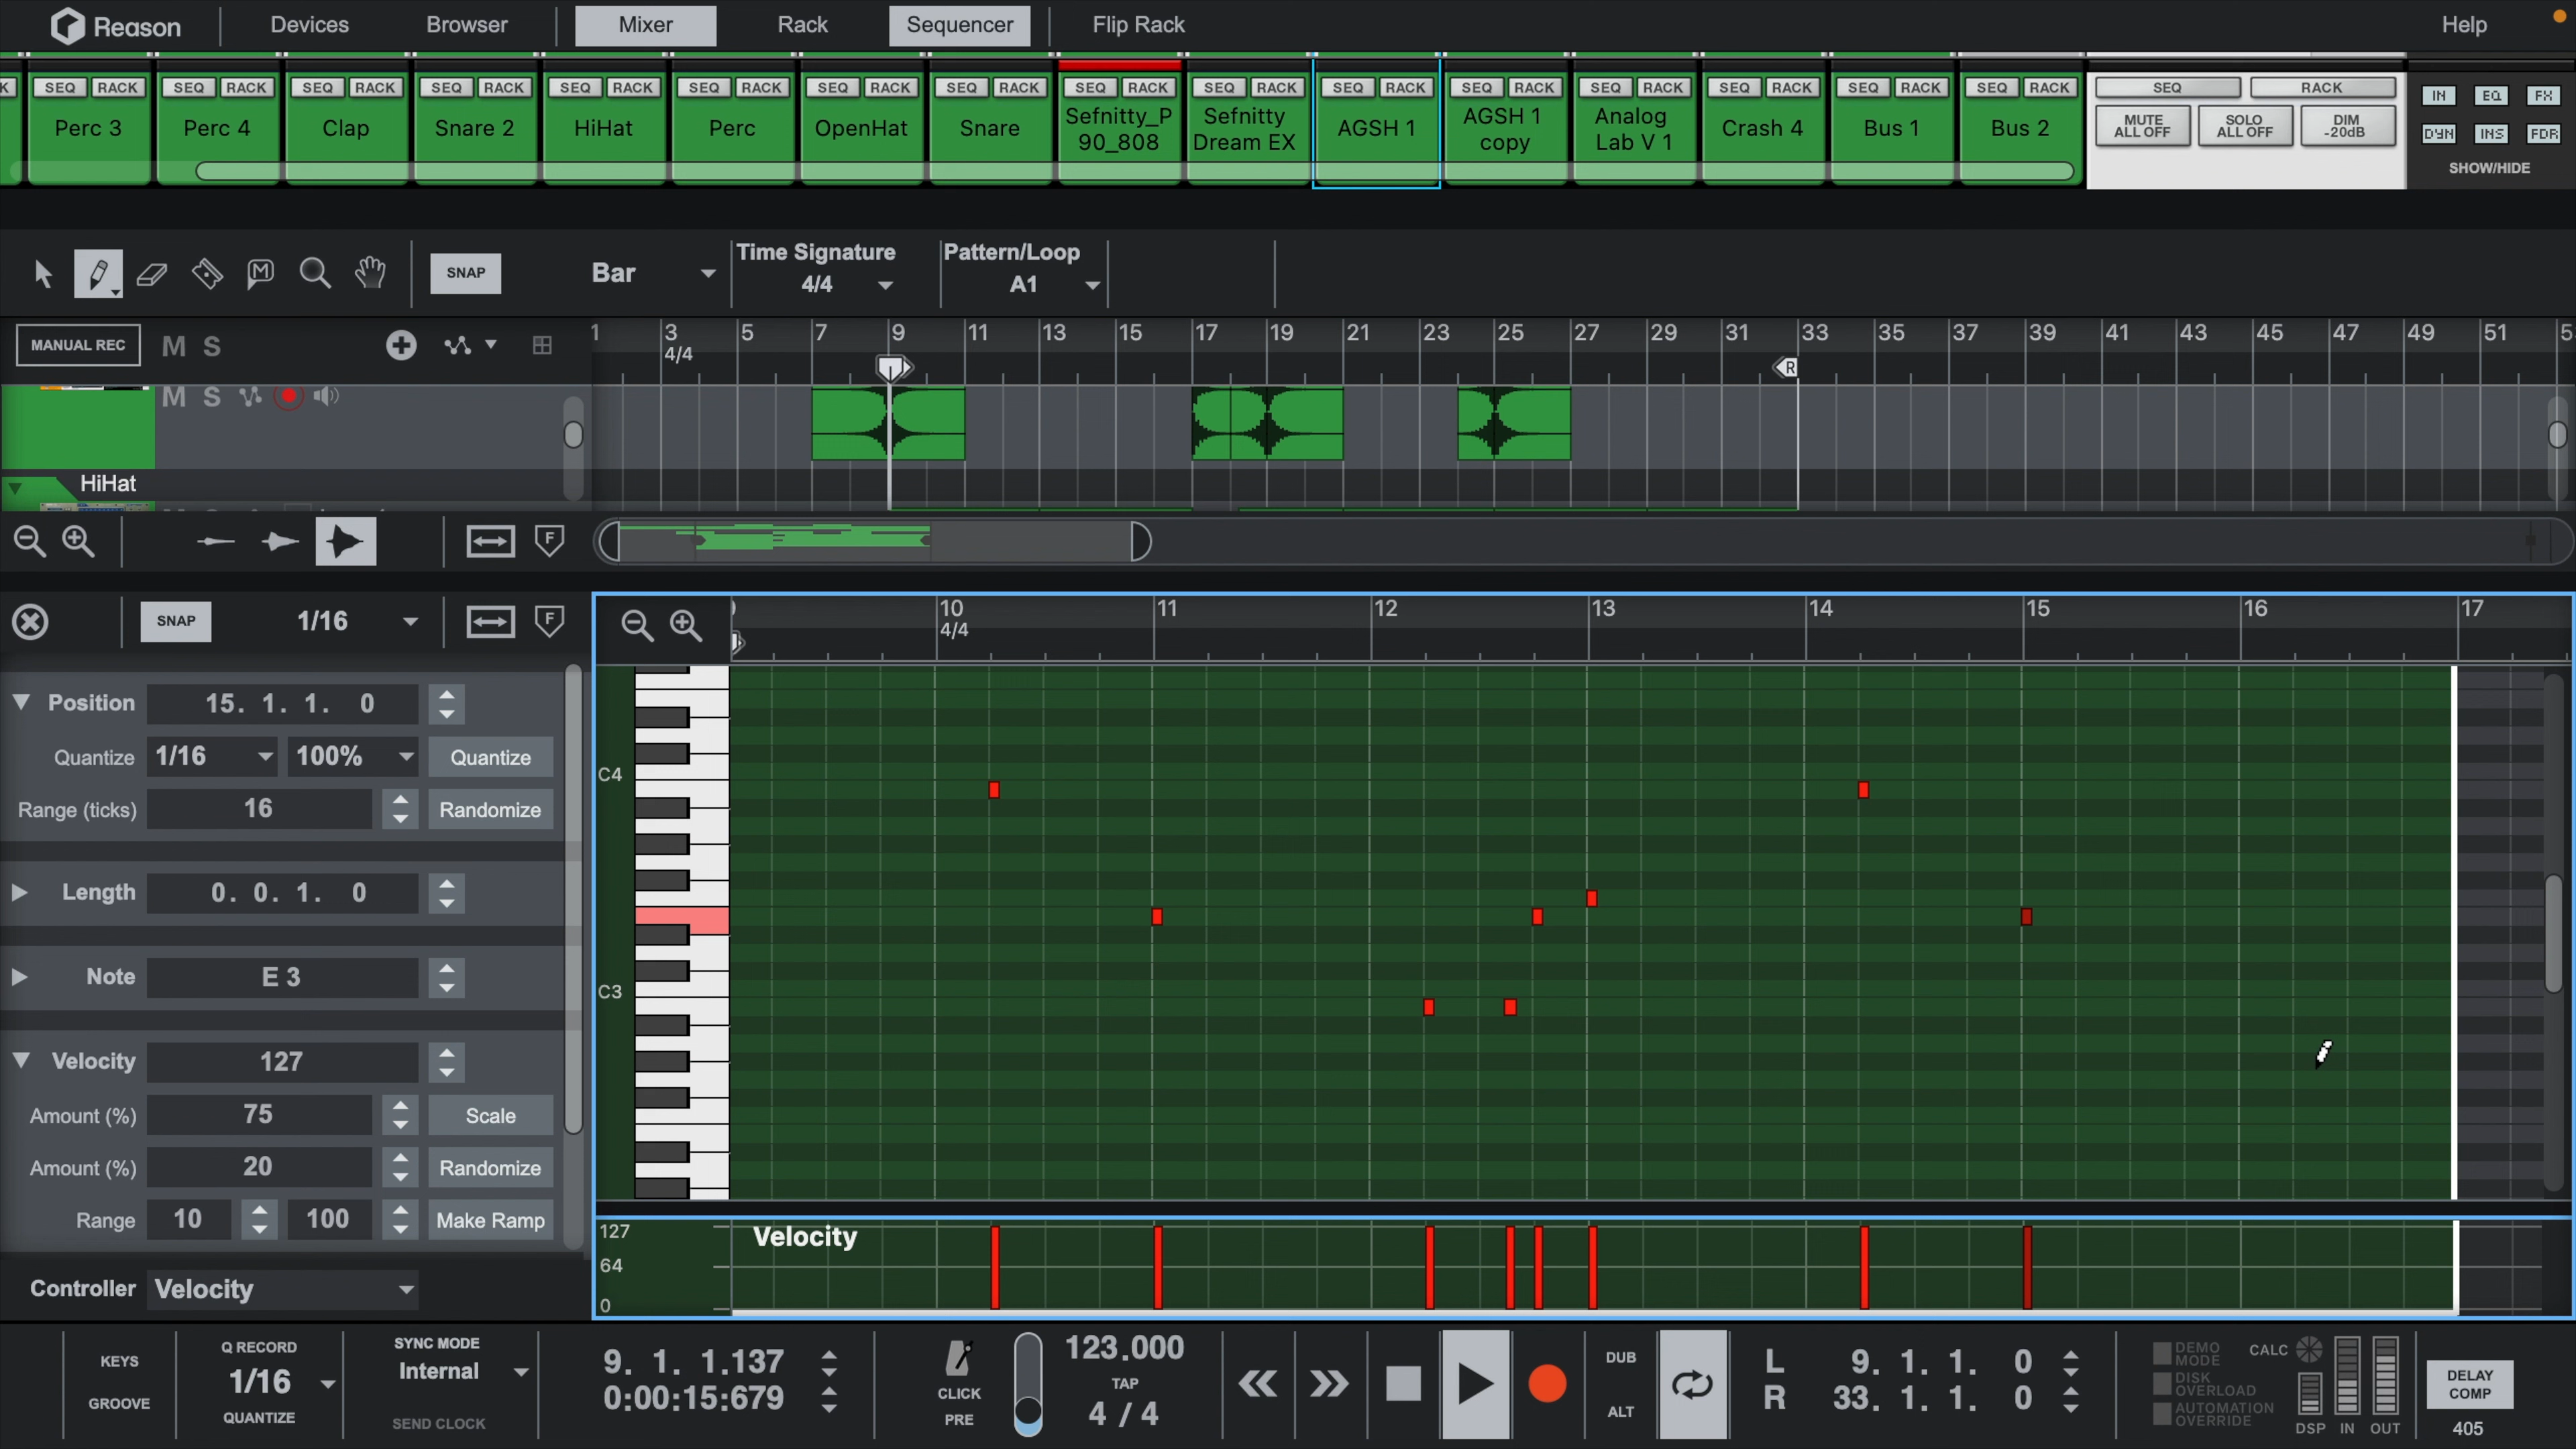 Reason
Devices
Browser
Mixer
Rack
Sequencer
Flip Rack
Help
K
SEQ RACK SEQ RACK SEQ RACK SEQ RACK SEQ RACK SEQ RACK SEQ RACK SEQ RACK SEQ RACK SEQ RACK SEQ RACK SEQ RACK SEQ RACK SEQ RACK SEQ RACK SEQ RACK SEQ RACK
Perc 3
Perc 4
Clap
Snare 2
HiHat
Perc
OpenHat
Snare
Sefnitty_P
90_808
Sefnitty
Dream EX
AGSH 1
AGSH 1
copy
Analog
Lab V 1
Crash 4
Bus 1
Bus 2
MUTE
ALL OFF
SOLO
ALL OFF
DIM
-20dB
IN EQ FX
DYN INS FDR
SHOW/HIDE
M
SNAP
Bar
Time Signature
4/4
Pattern/Loop
A1
MANUAL REC
M S
1 3 5 7 9 11 13 15 17 19 21 23 25 27 29 31 33 35 37 39 41 43 45 47 49 51 5
4/4
R
M S
HiHat
F
SNAP
1/16
F
10 11 12 13 14 15 16 17
4/4
Position 15. 1. 1. 0
Quantize 1/16 100% Quantize
Range (ticks) 16 Randomize
Length 0. 0. 1. 0
Note E 3
Velocity 127
Amount (%) 75 Scale
Amount (%) 20 Randomize
Range 10 100 Make Ramp
Controller Velocity
C4
C3
127
64
0
Velocity
KEYS
GROOVE
Q RECORD
1/16
QUANTIZE
SYNC MODE
Internal
SEND CLOCK
9. 1. 1.137
0:00:15:679
CLICK
PRE
123.000
TAP
4 / 4
DUB
ALT
L 9. 1. 1. 0
R 33. 1. 1. 0
DEMO
MODE
DISK
OVERLOAD
AUTOMATION
OVERRIDE
CALC
DSP IN OUT
DELAY
COMP
405